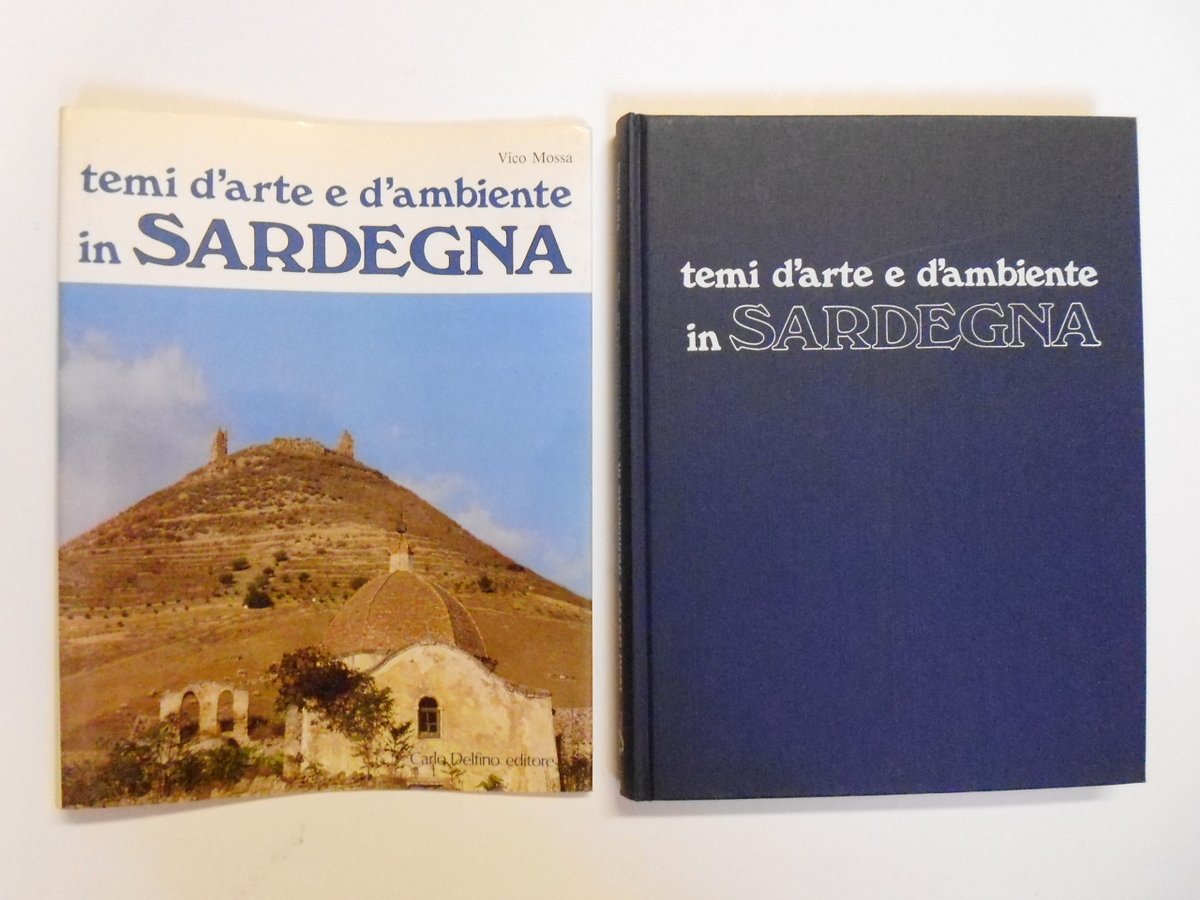 Vico Mossa
temi d'arte e d'ambiente
in SARDEGNA
Carlo Delfino editore
temi d'arte e d'ambiente
in SARDEGNA